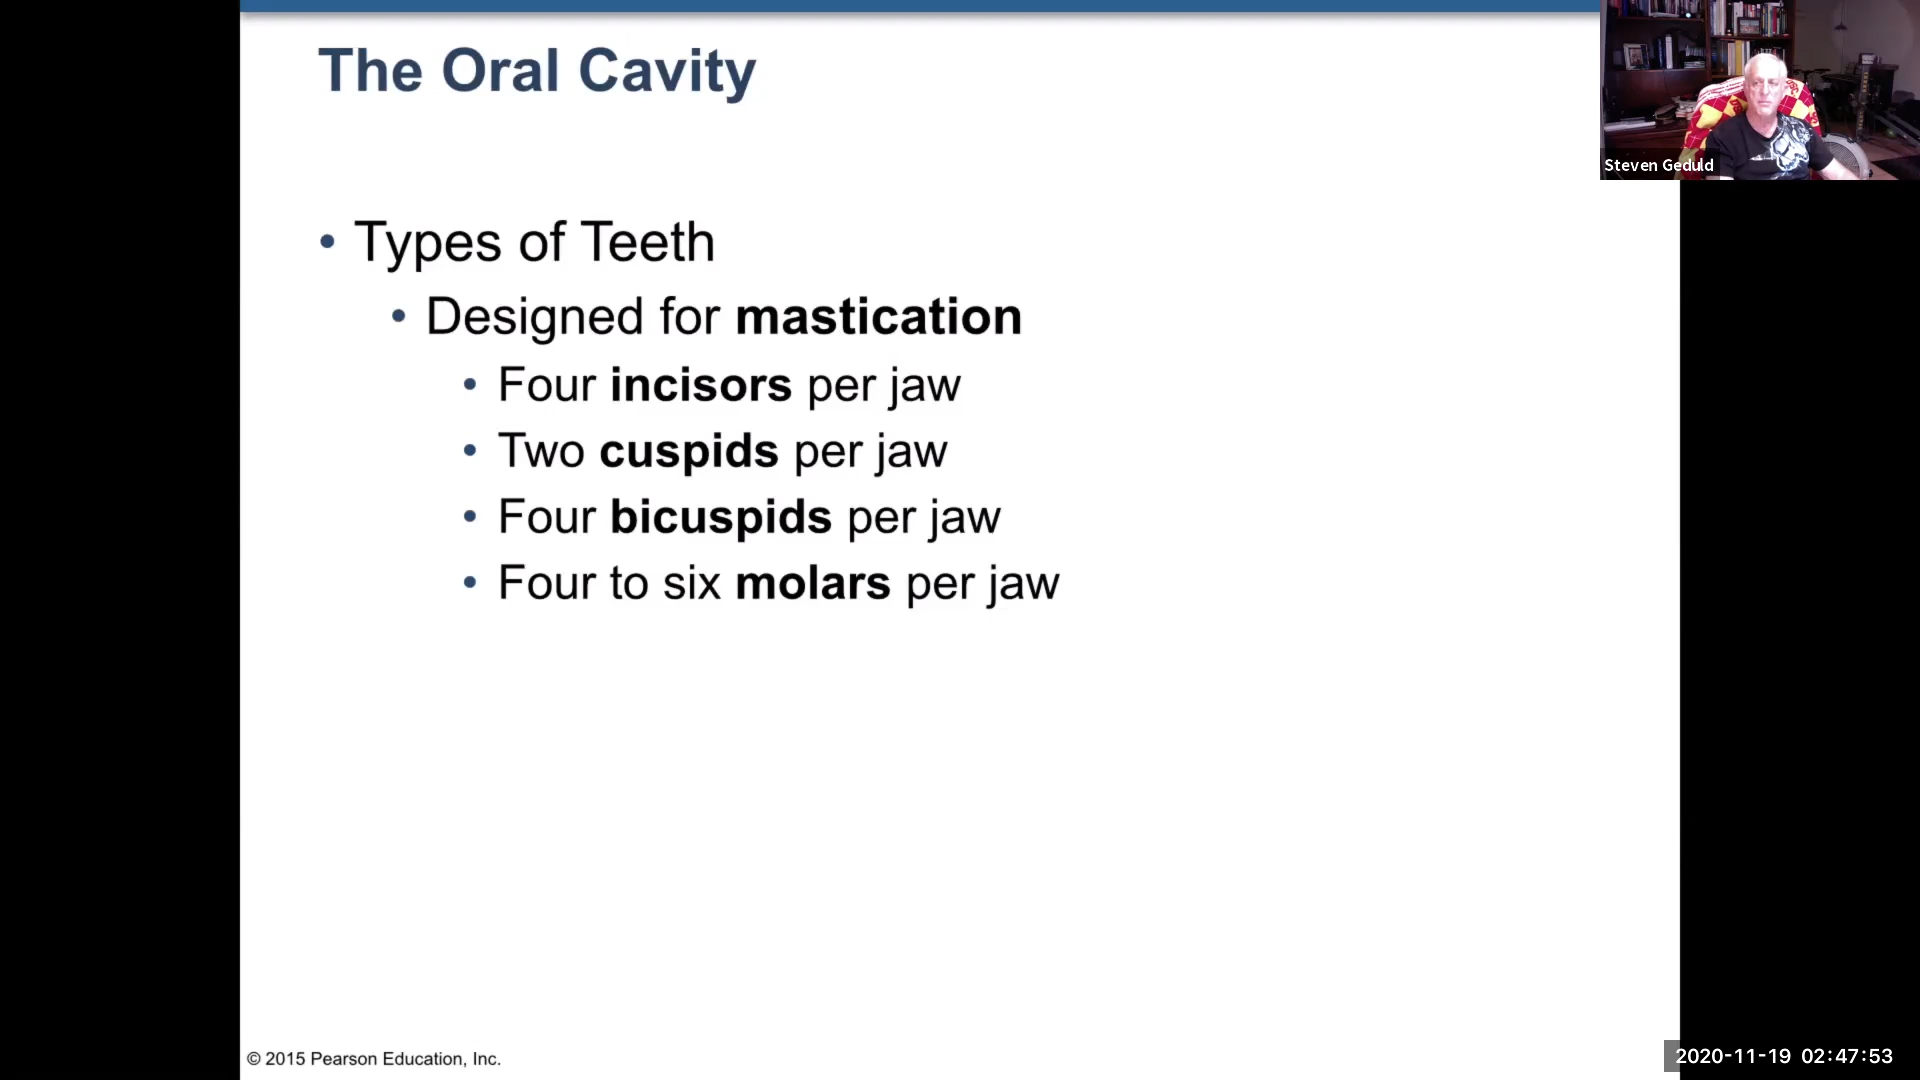 The Oral Cavity
Steven Geduld
• Types of Teeth
• Designed for mastication
• Four incisors per jaw
• Two cuspids per jaw
• Four bicuspids per jaw
• Four to six molars per jaw
© 2015 Pearson Education, Inc.
2020-11-19 02:47:53